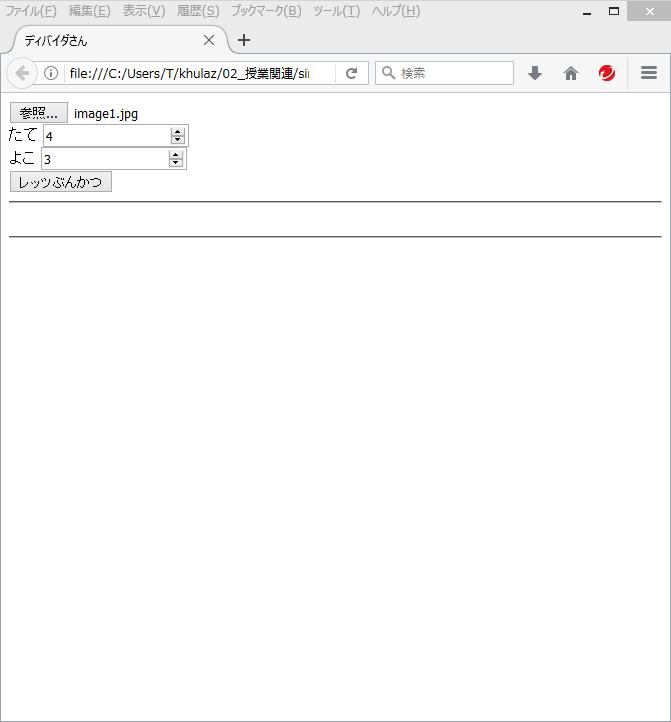 ファイル(F) 編集(E) 表示(V) 履歴(S) ブックマーク(B) ツール(T) ヘルプ(H)
ディバイダさん
file:///C:/Users/T/khulaz/02_授業関連/sin 検索
参照... image1.jpg
たて 4
よこ 3
レッツぶんかつ